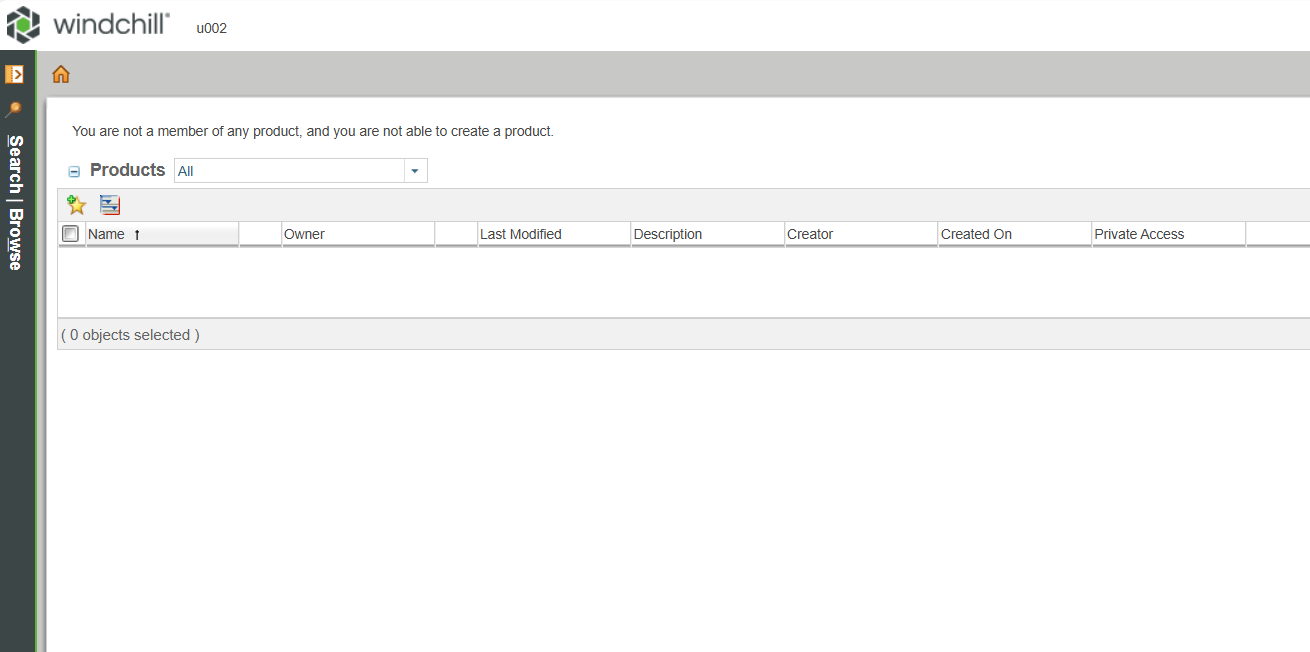 windchill® u002
Search | Browse
You are not a member of any product, and you are not able to create a product.
Products All
Name ↑ Owner Last Modified Description Creator Created On Private Access
( 0 objects selected )